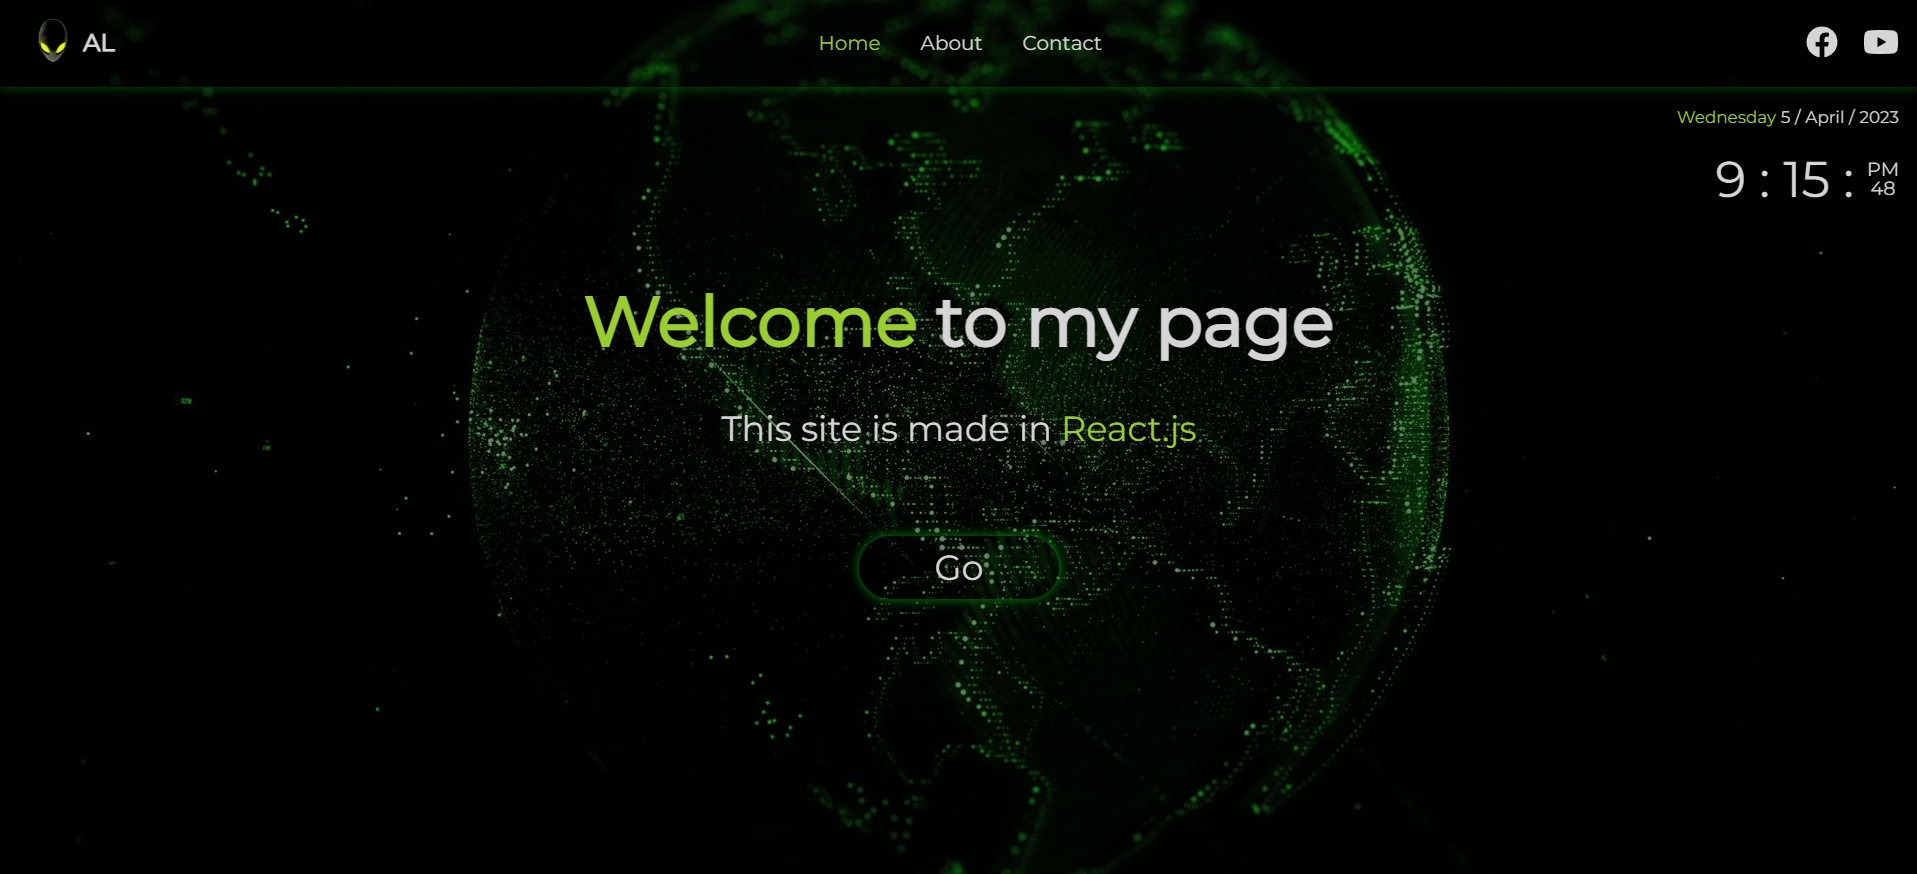 AL
Home About Contact
Wednesday 5 / April / 2023
9 : 15 : PM
48
Welcome to my page
This site is made in React.js
Go